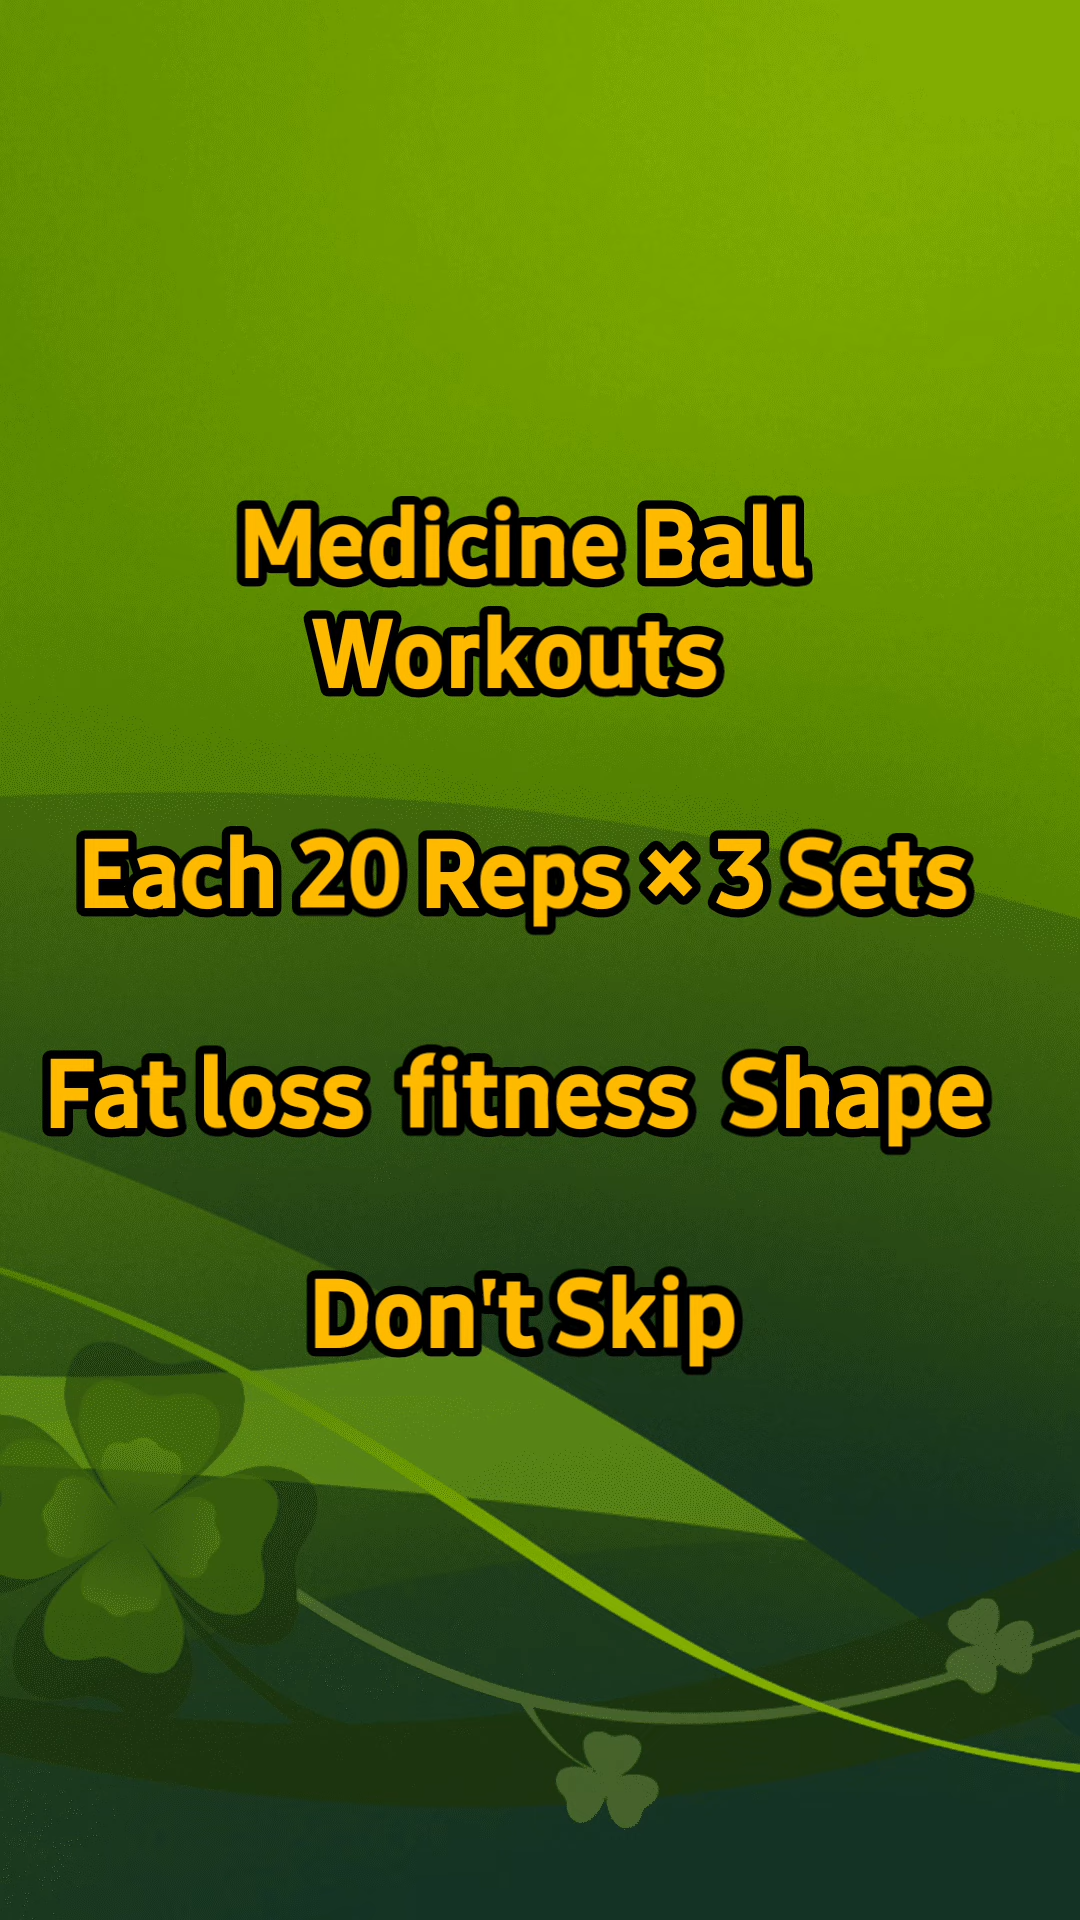 Medicine Ball
Workouts
Each 20 Reps × 3 Sets
Fat loss  fitness  Shape
Don't Skip